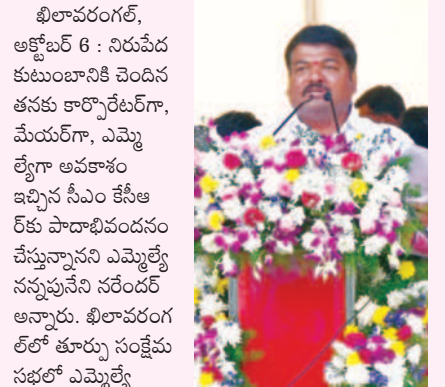 ఖిలావరంగల్,
అక్టోబర్ 6 : నిరుపేద
కుటుంబానికి చెందిన
తనకు కార్పొరేటర్‌గా,
మేయర్‌గా, ఎమ్మె
ల్యేగా అవకాశం
ఇచ్చిన సీఎం కేసీఆ
ర్‌కు పాదాభివందనం
చేస్తున్నానని ఎమ్మెల్యే
నన్నపునేని నరేందర్
అన్నారు. ఖిలావరంగ
ల్‌లో తూర్పు సంక్షేమ
సభలో ఎమ్మెల్యే